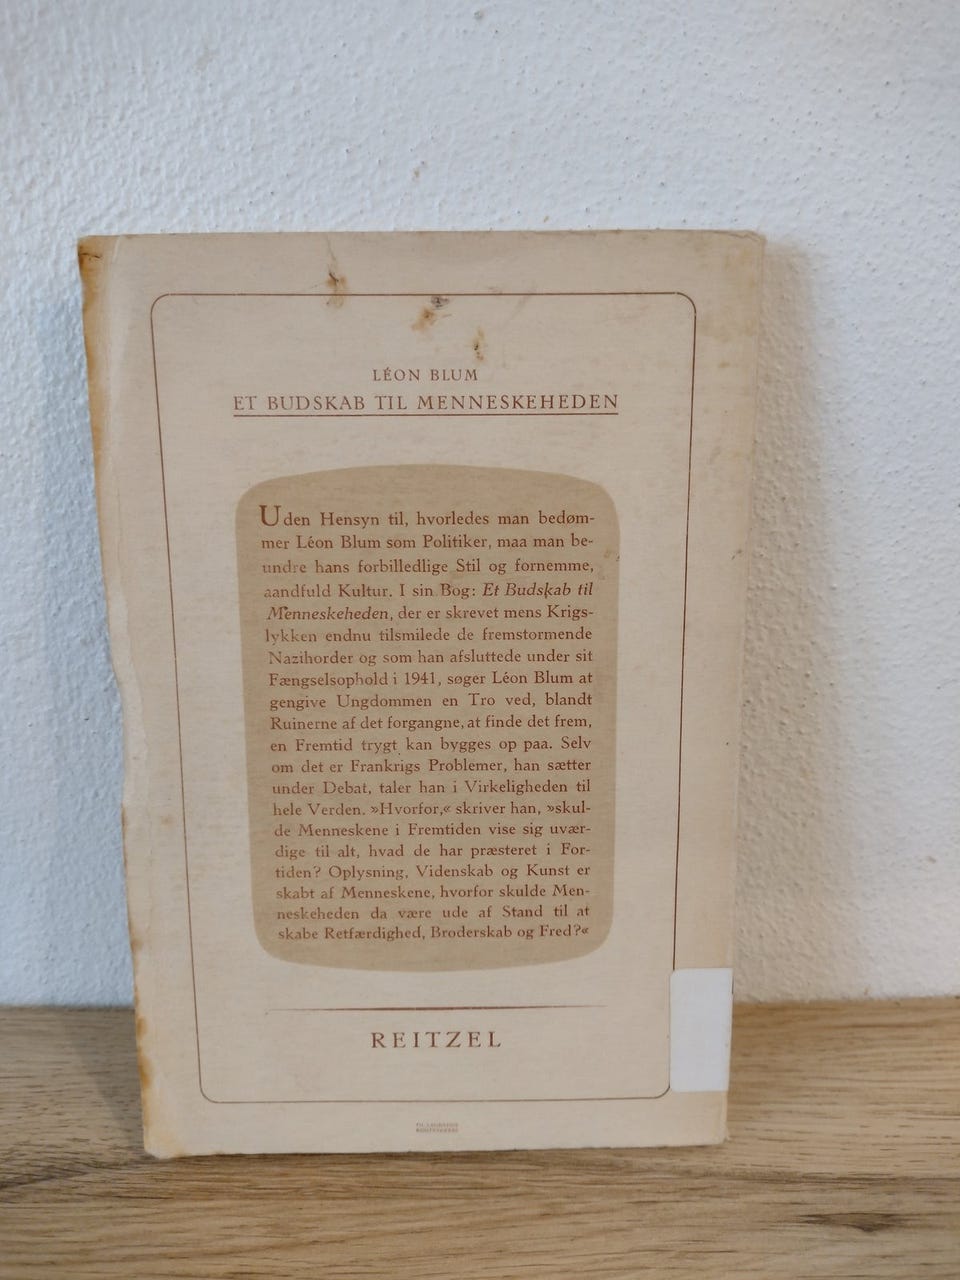 LÉON BLUM
ET BUDSKAB TIL MENNESKEHEDEN
Uden Hensyn til, hvorledes man bedøm-
mer Léon Blum som Politiker, maa man be-
undre hans forbilledlige Stil og fornemme,
aandfuld Kultur. I sin Bog: Et Budskab til
Menneskeheden, der er skrevet mens Krigs-
lykken endnu tilsmilede de fremstormende
Nazihorder og som han afsluttede under sit
Fængselsophold i 1941, søger Léon Blum at
gengive Ungdommen en Tro ved, blandt
Ruinerne af det forgangne, at finde det frem,
en Fremtid trygt kan bygges op paa. Selv
om det er Frankrigs Problemer, han sætter
under Debat, taler han i Virkeligheden til
hele Verden. »Hvorfor,« skriver han, »skul-
de Menneskene i Fremtiden vise sig uvær-
dige til alt, hvad de har præsteret i For-
tiden? Oplysning, Videnskab og Kunst er
skabt af Menneskene, hvorfor skulde Men-
neskeheden da være ude af Stand til at
skabe Retfærdighed, Broderskab og Fred?«
REITZEL